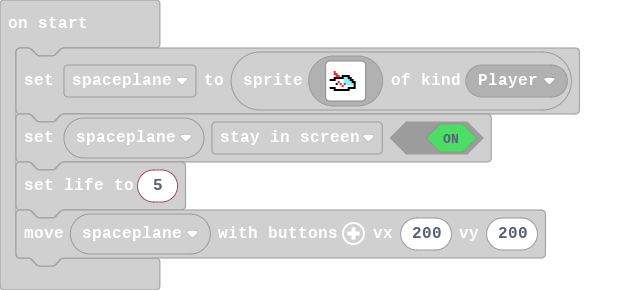 on start
set spaceplane to sprite of kind Player
set spaceplane stay in screen ON
set life to 5
move spaceplane with buttons + vx 200 vy 200